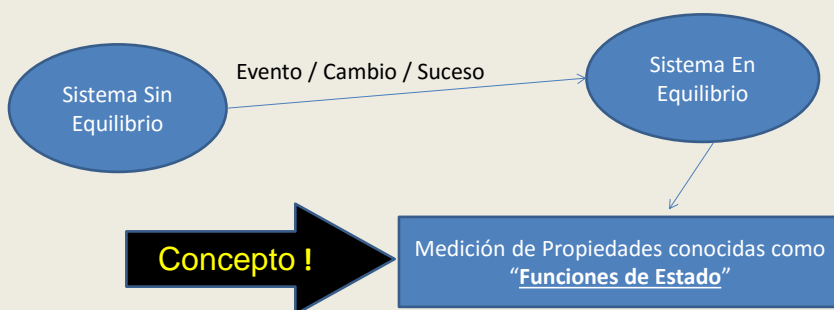 Sistema Sin
Equilibrio
Evento / Cambio / Suceso
Sistema En
Equilibrio
Concepto !
Medición de Propiedades conocidas como
“Funciones de Estado”